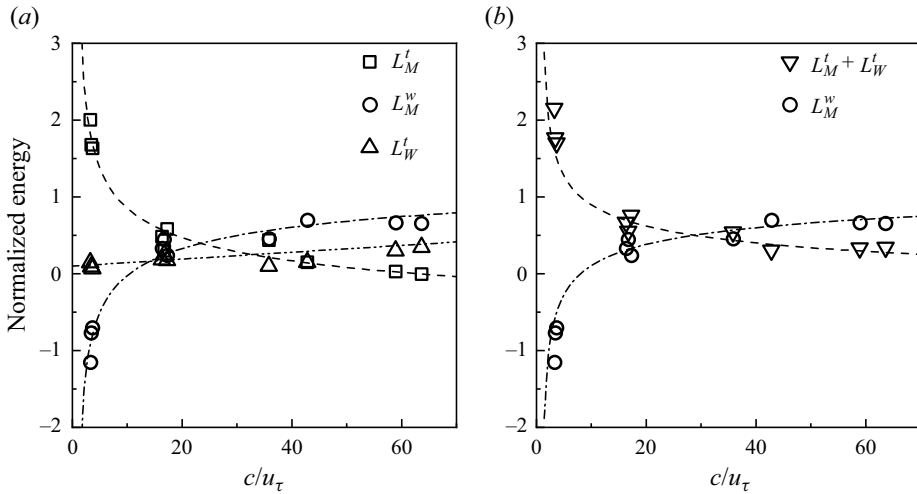 (a)
(b)
3
2
1
0
−1
−2
0
20
40
60
Normalized energy
c/u_τ
L_M^t
L_M^w
L_W^t
3
2
1
0
−1
−2
0
20
40
60
c/u_τ
L_M^t + L_W^t
L_M^w